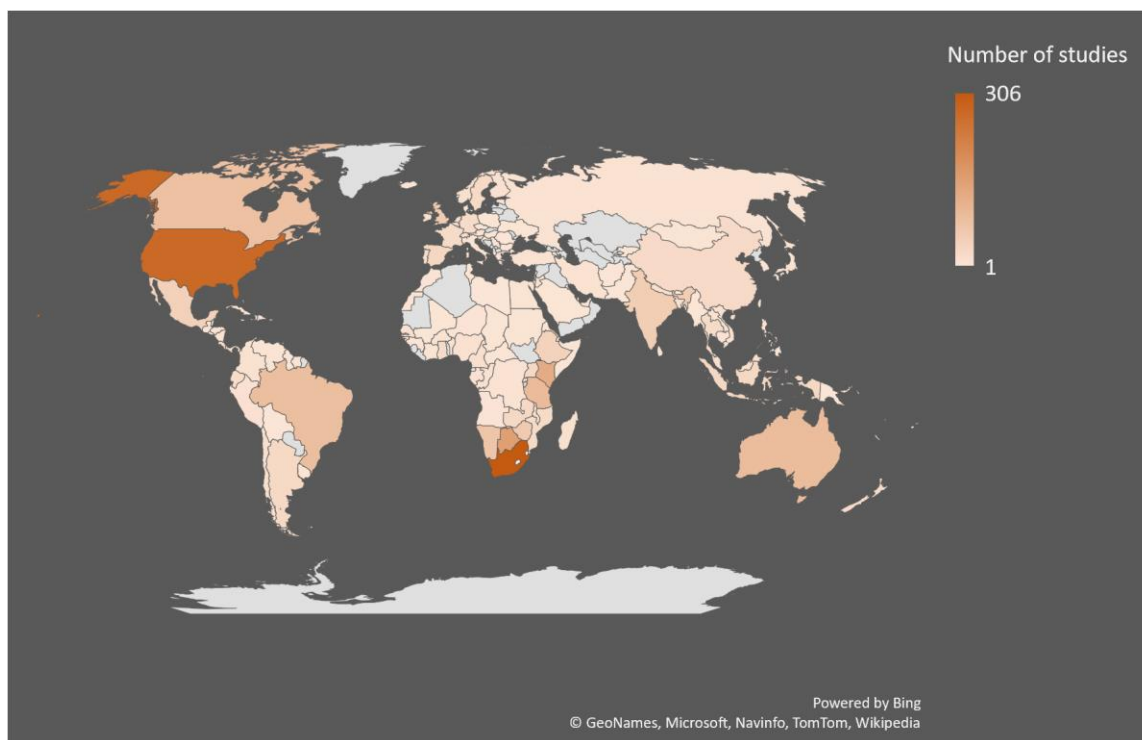 Number of studies
306
1
Powered by Bing
© GeoNames, Microsoft, Navinfo, TomTom, Wikipedia